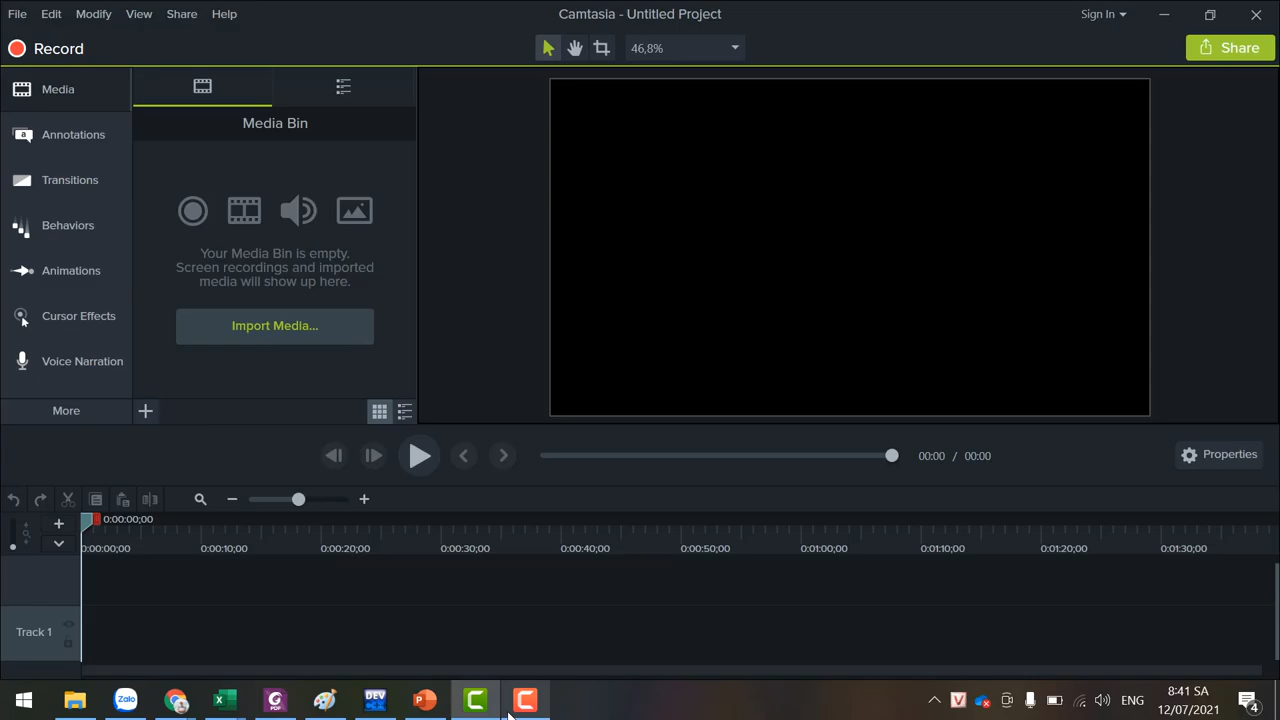 File Edit Modify View Share Help
Camtasia - Untitled Project
Sign In
Record
46,8%
Share
Media
Annotations
Transitions
Behaviors
Animations
Cursor Effects
Voice Narration
More
Media Bin
Your Media Bin is empty.
Screen recordings and imported
media will show up here.
Import Media...
00:00 / 00:00
Properties
0:00:00;00
0:00:00;00 0:00:10;00 0:00:20;00 0:00:30;00 0:00:40;00 0:00:50;00 0:01:00;00 0:01:10;00 0:01:20;00 0:01:30;00
Track 1
Zalo
PDF
DEV
ENG
8:41 SA
12/07/2021
4